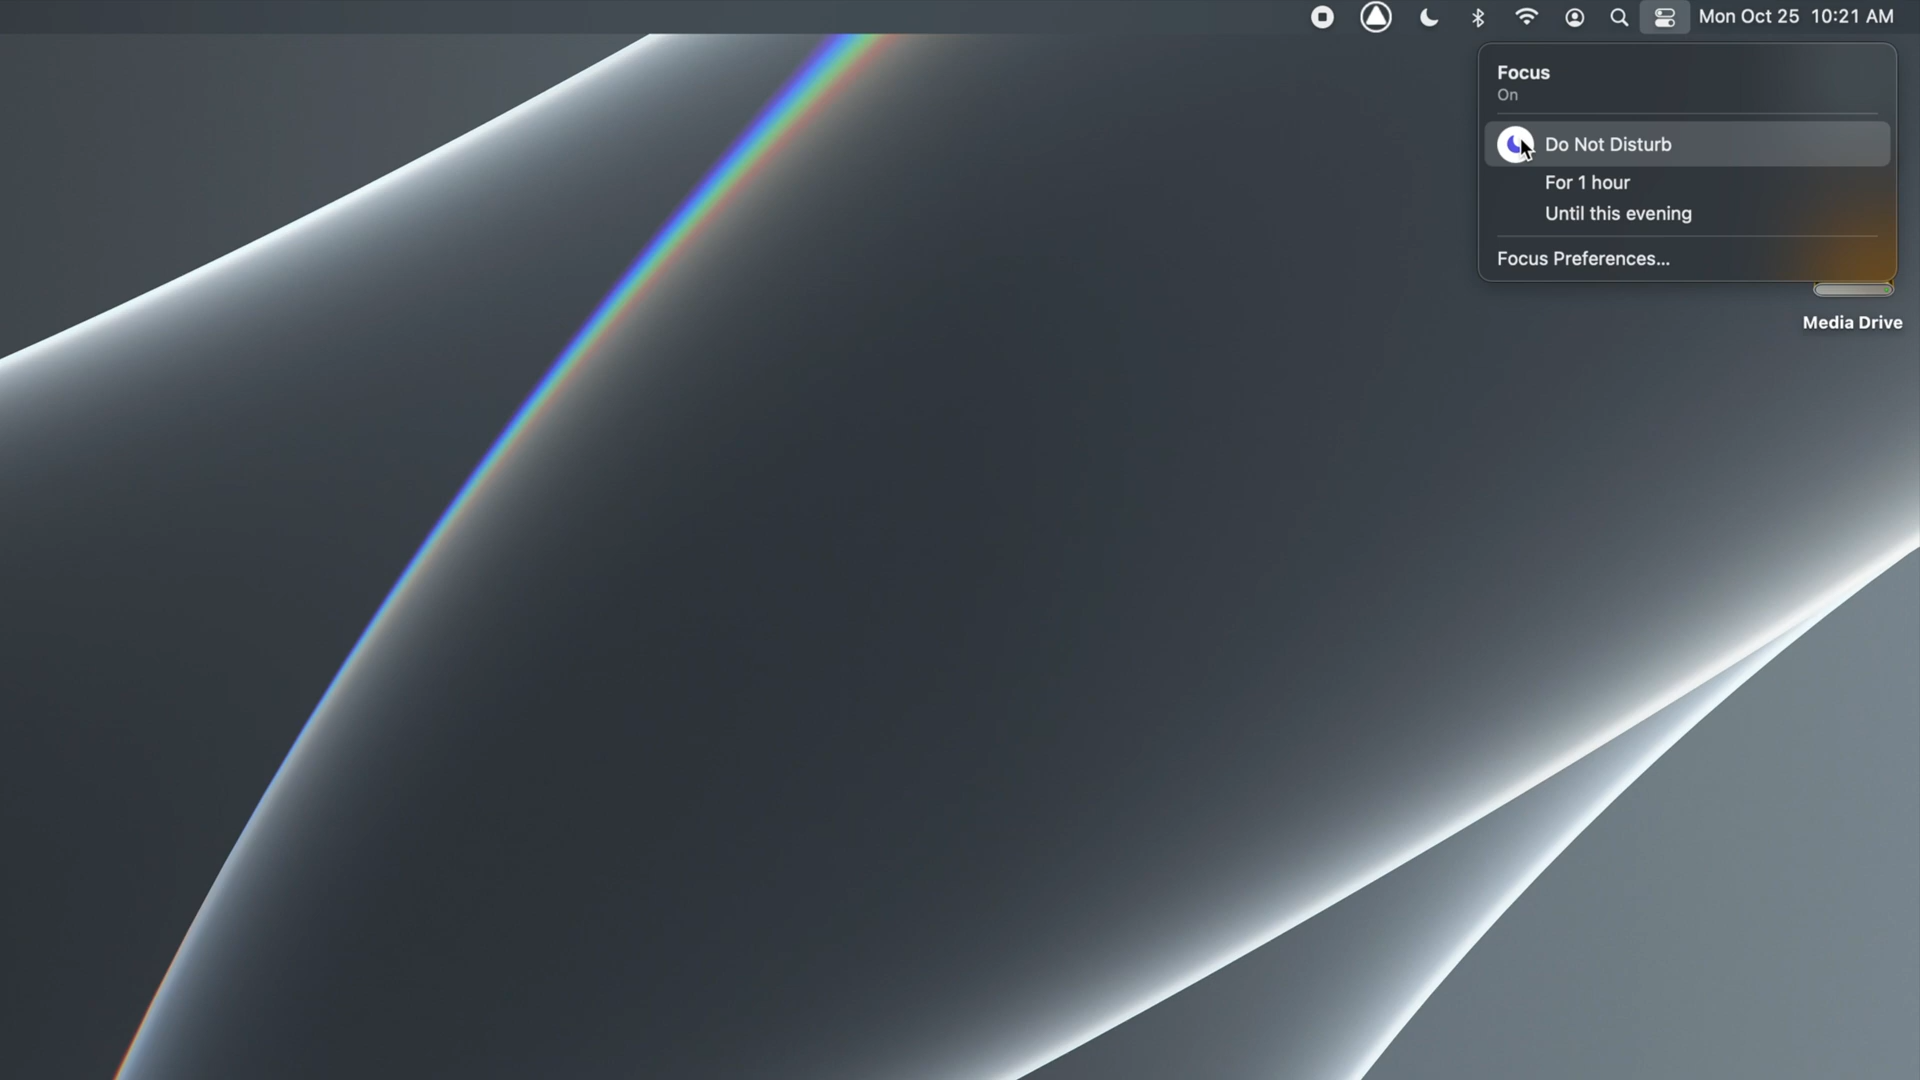 Mon Oct 25 10:21 AM
Focus
On
Do Not Disturb
For 1 hour
Until this evening
Focus Preferences...
Media Drive